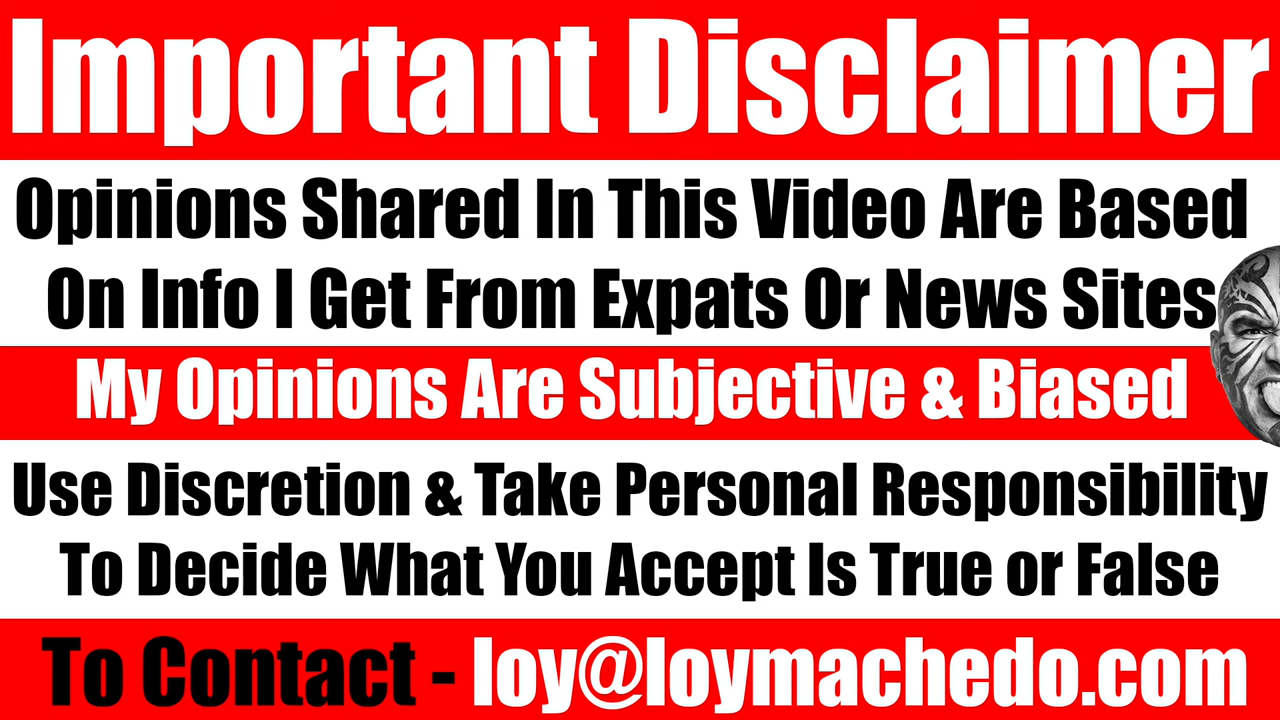 Important Disclaimer
Opinions Shared In This Video Are Based
On Info I Get From Expats Or News Sites
My Opinions Are Subjective & Biased
Use Discretion & Take Personal Responsibility
To Decide What You Accept Is True or False
To Contact - loy@loymachedo.com